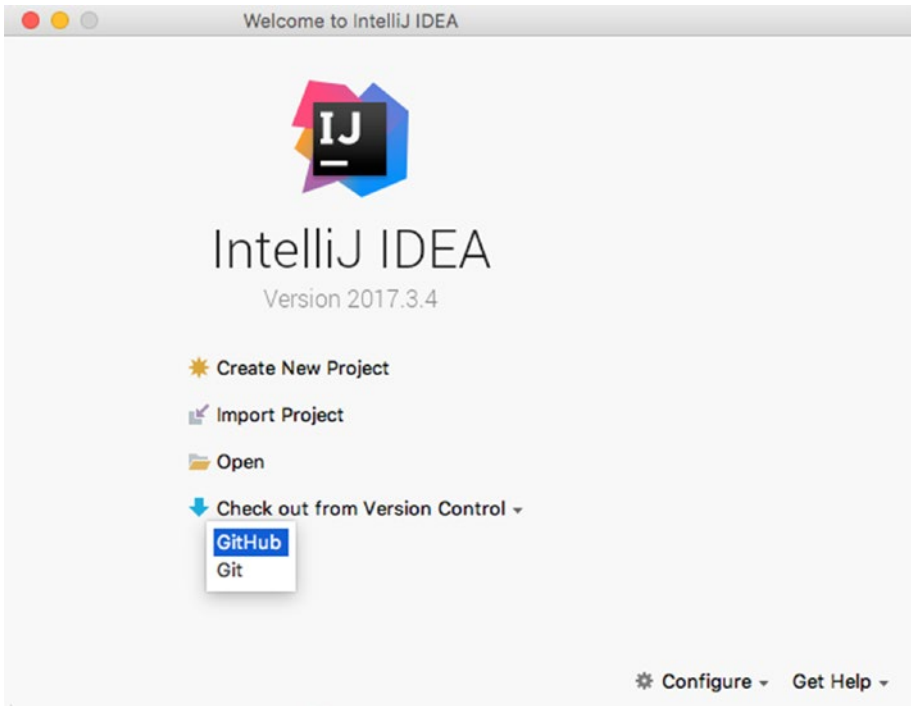 Welcome to IntelliJ IDEA
IJ
IntelliJ IDEA
Version 2017.3.4
Create New Project
Import Project
Open
Check out from Version Control
GitHub
Git
Configure Get Help